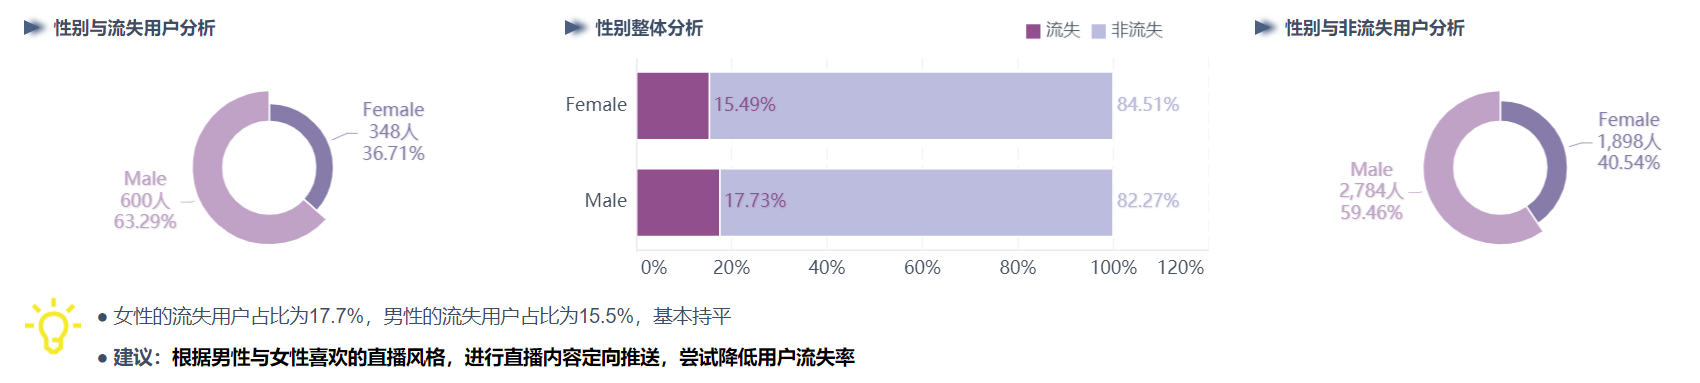 性别与流失用户分析
Female
348人
36.71%
Male
600人
63.29%
性别整体分析
流失 非流失
Female 15.49% 84.51%
Male 17.73% 82.27%
0% 20% 40% 60% 80% 100% 120%
性别与非流失用户分析
Female
1,898人
40.54%
Male
2,784人
59.46%
● 女性的流失用户占比为17.7%，男性的流失用户占比为15.5%，基本持平
● 建议：根据男性与女性喜欢的直播风格，进行直播内容定向推送，尝试降低用户流失率